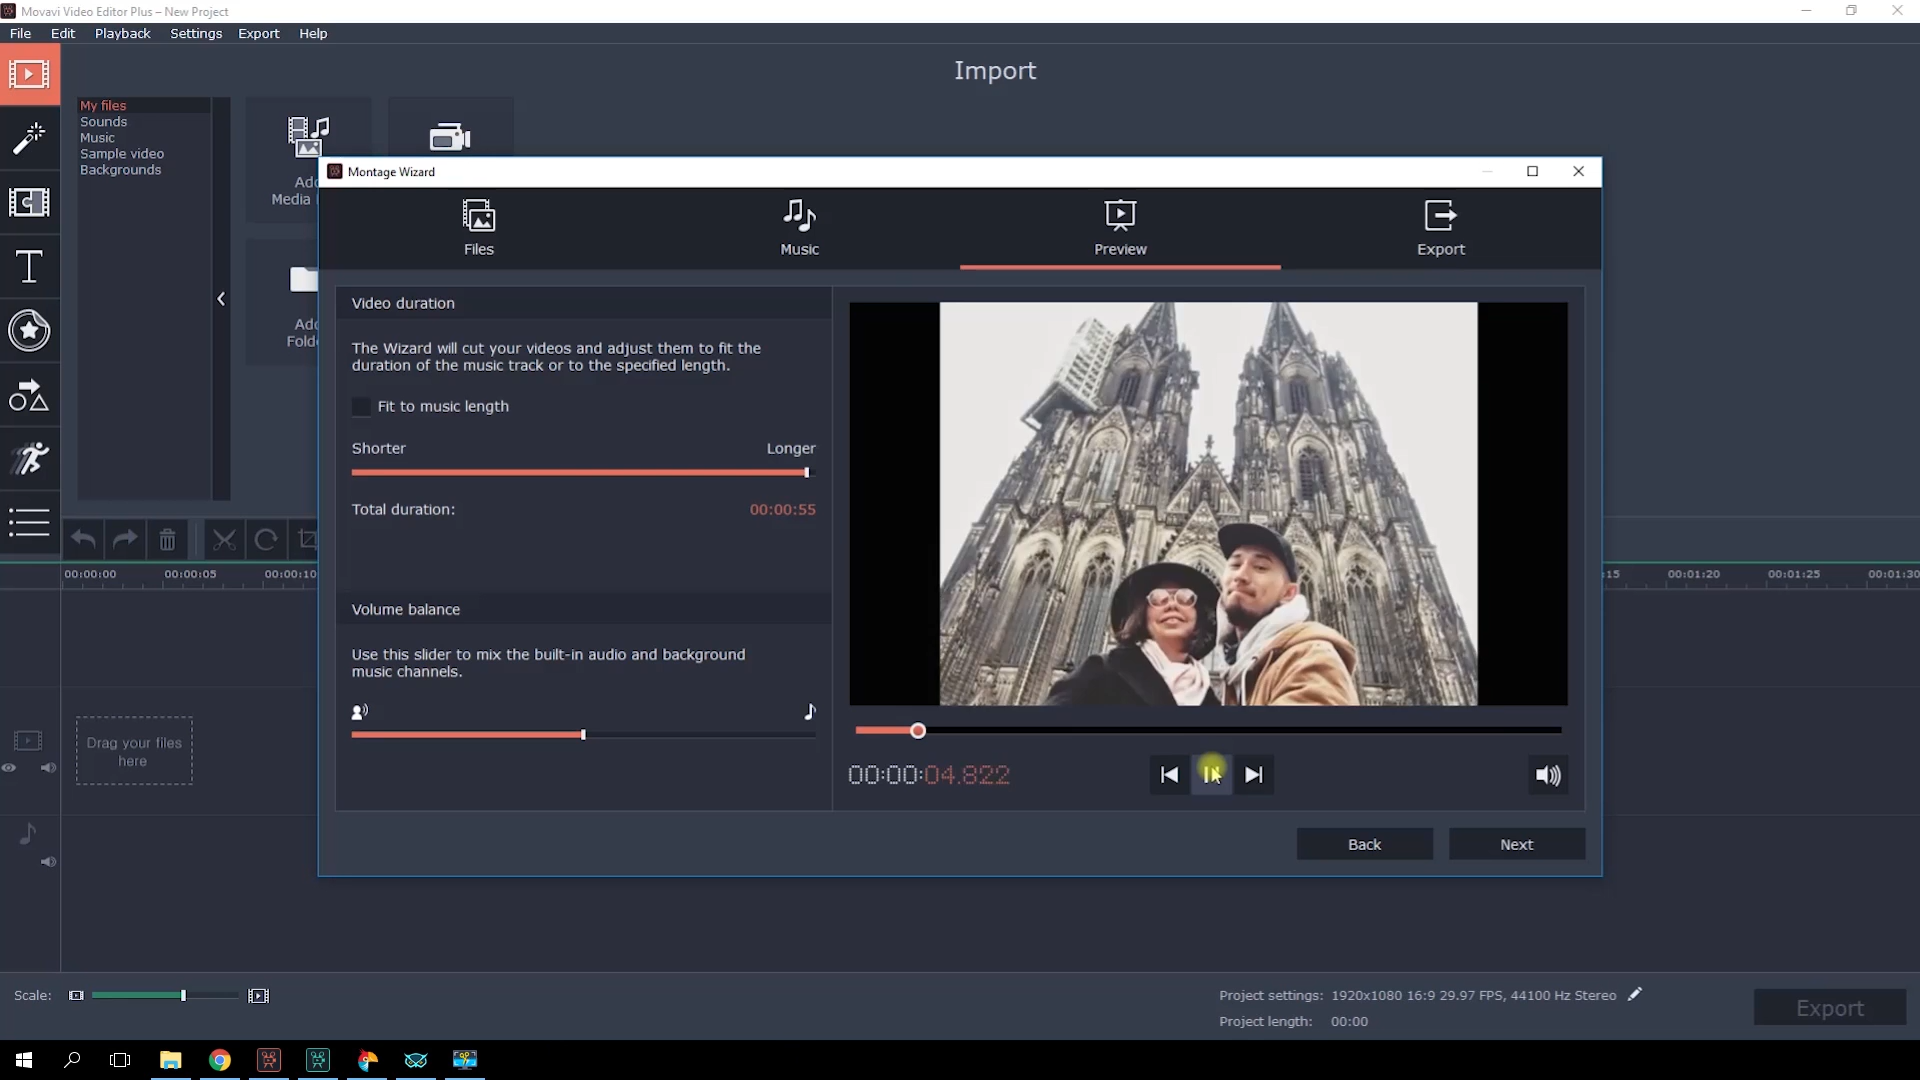 Movavi Video Editor Plus – New Project
File Edit Playback Settings Export Help
Import
My files
Sounds
Music
Sample video
Backgrounds
Media
Montage Wizard
Files
Music
Preview
Export
Video duration
The Wizard will cut your videos and adjust them to fit the
duration of the music track or to the specified length.
Fit to music length
Shorter Longer
Total duration: 00:00:55
Volume balance
Use this slider to mix the built-in audio and background
music channels.
00:00:04.822
Back Next
00:00:00 00:00:05 00:00:10 :15 00:01:20 00:01:25 00:01:30
Drag your files
here
Scale:
Project settings: 1920x1080 16:9 29.97 FPS, 44100 Hz Stereo
Project length: 00:00
Export